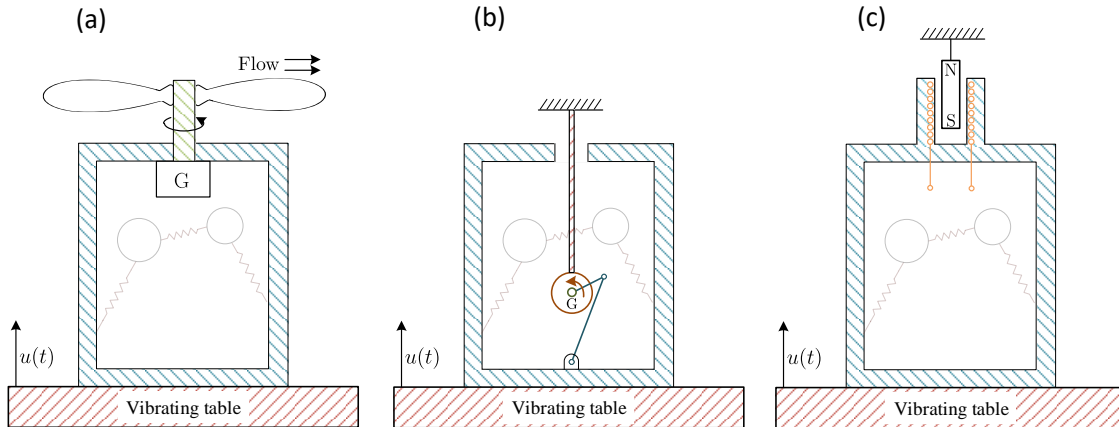 (a)
Flow
G
u(t)
Vibrating table
(b)
G
u(t)
Vibrating table
(c)
N
S
u(t)
Vibrating table